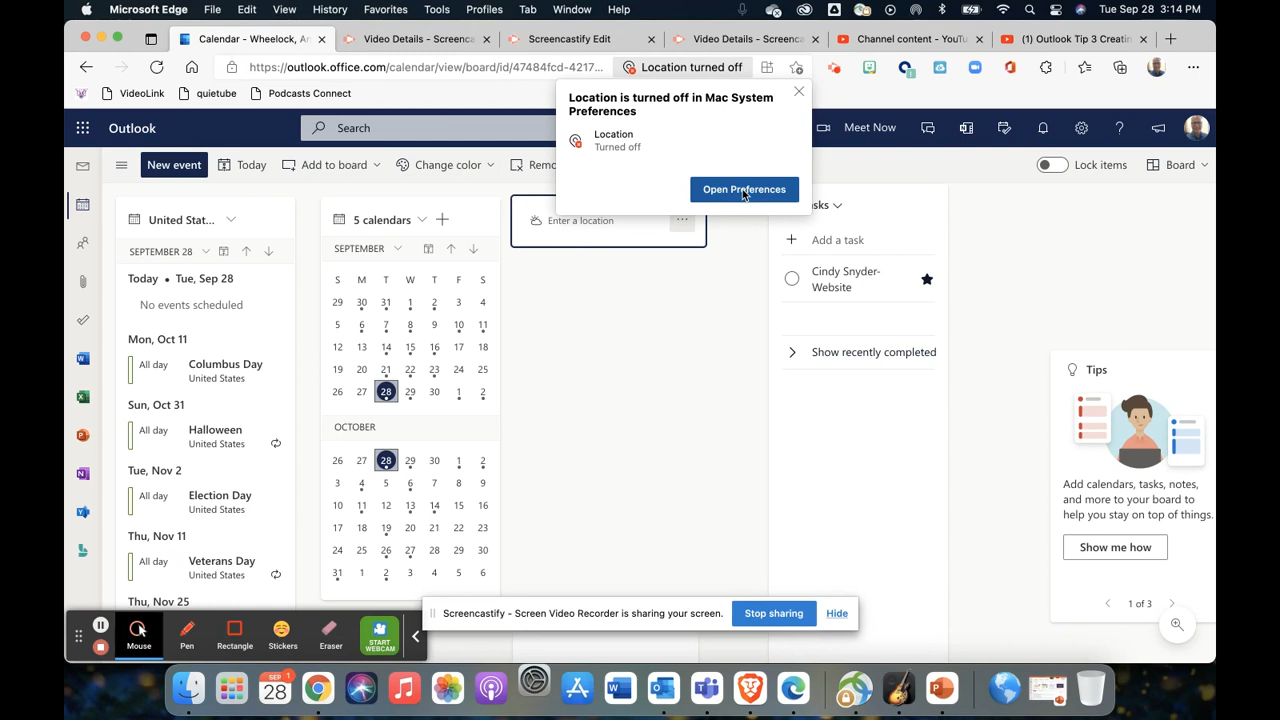 Microsoft Edge File Edit View History Favorites Tools Profiles Tab Window Help Tue Sep 28 3:14 PM
Calendar - Wheelock, An Video Details - Screenca Screencastify Edit Video Details - Screenca Channel content - YouTu (1) Outlook Tip 3 Creatin
https://outlook.office.com/calendar/view/board/id/47484fcd-4217... Location turned off
VideoLink quietube Podcasts Connect
Location is turned off in Mac System
Preferences
Location
Turned off
Open Preferences
Outlook Search Meet Now
New event Today Add to board Change color Remo Lock items Board
United Stat...
SEPTEMBER 28
Today • Tue, Sep 28
No events scheduled
Mon, Oct 11
All day Columbus Day
United States
Sun, Oct 31
All day Halloween
United States
Tue, Nov 2
All day Election Day
United States
Thu, Nov 11
All day Veterans Day
United States
Thu, Nov 25
5 calendars
SEPTEMBER
S M T W T F S
29 30 31 1 2 3 4
5 6 7 8 9 10 11
12 13 14 15 16 17 18
19 20 21 22 23 24 25
26 27 28 29 30 1 2
OCTOBER
26 27 28 29 30 1 2
3 4 5 6 7 8 9
10 11 12 13 14 15 16
17 18 19 20 21 22 23
24 25 26 27 28 29 30
31 1 2 3 4 5 6
Enter a location
...
sks
Add a task
Cindy Snyder-
Website
Show recently completed
Tips
Add calendars, tasks, notes,
and more to your board to
help you stay on top of things.
Show me how
1 of 3
Screencastify - Screen Video Recorder is sharing your screen. Stop sharing Hide
Mouse Pen Rectangle Stickers Eraser START
WEBCAM
SEP 1
28